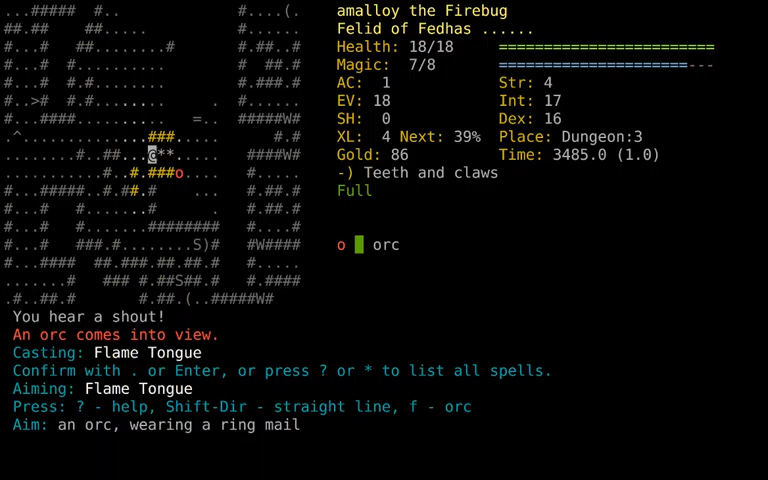 amalloy the Firebug
Felid of Fedhas ......
Health: 18/18 ========================
Magic: 7/8 =====================---
AC: 1 Str: 4
EV: 18 Int: 17
SH: 0 Dex: 16
XL: 4 Next: 39% Place: Dungeon:3
Gold: 86 Time: 3485.0 (1.0)
-) Teeth and claws
Full
o orc
You hear a shout!
An orc comes into view.
Casting: Flame Tongue
Confirm with . or Enter, or press ? or * to list all spells.
Aiming: Flame Tongue
Press: ? - help, Shift-Dir - straight line, f - orc
Aim: an orc, wearing a ring mail